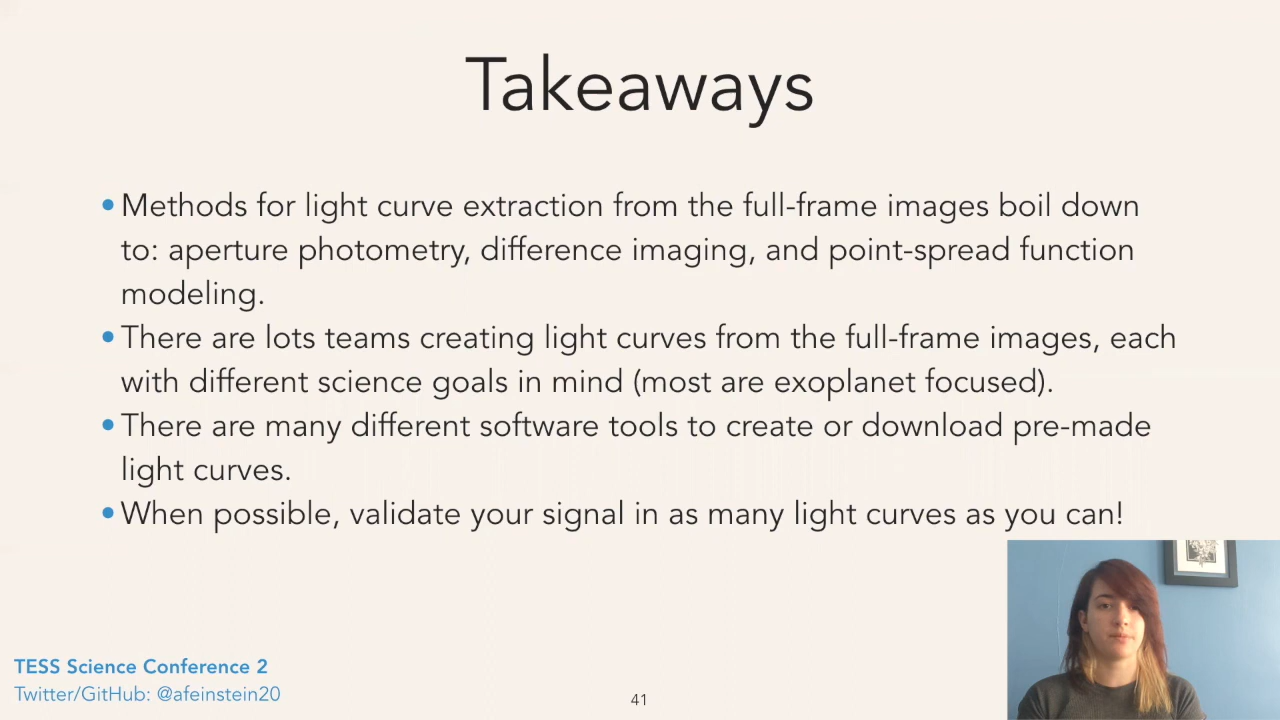 Takeaways
• Methods for light curve extraction from the full-frame images boil down
to: aperture photometry, difference imaging, and point-spread function
modeling.
• There are lots teams creating light curves from the full-frame images, each
with different science goals in mind (most are exoplanet focused).
• There are many different software tools to create or download pre-made
light curves.
• When possible, validate your signal in as many light curves as you can!
TESS Science Conference 2
Twitter/GitHub: @afeinstein20
41